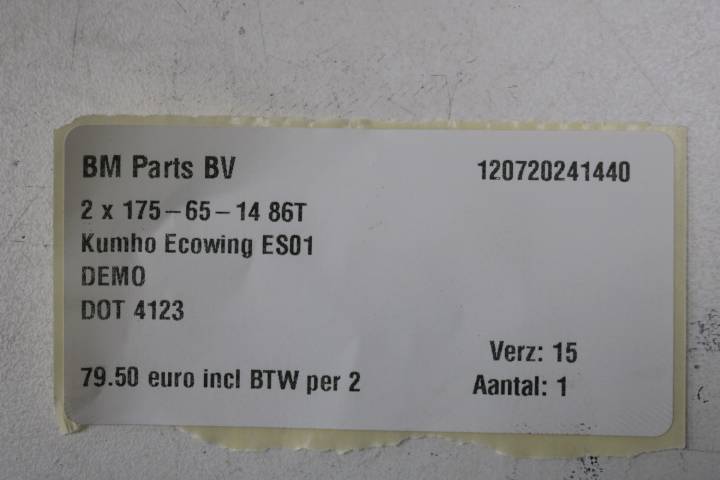 BM Parts BV 120720241440
2 x 175-65-14 86T
Kumho Ecowing ES01
DEMO
DOT 4123
Verz: 15
79.50 euro incl BTW per 2 Aantal: 1